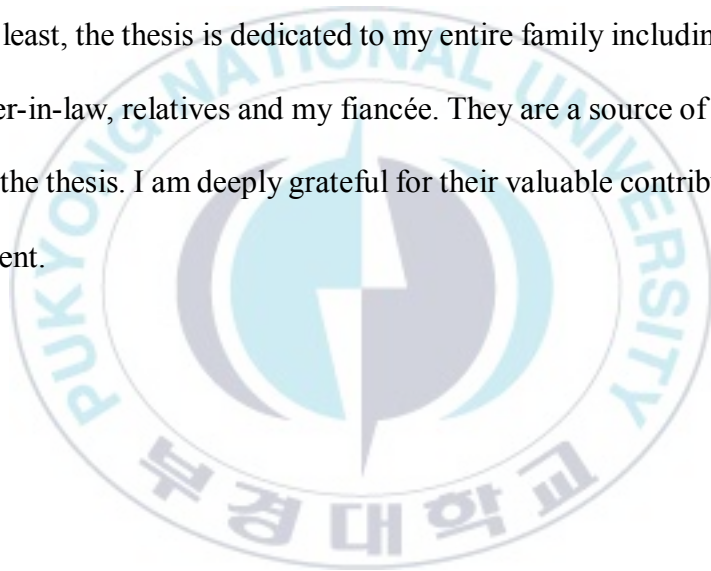 least, the thesis is dedicated to my entire family includin
er-in-law, relatives and my fiancée. They are a source of
the thesis. I am deeply grateful for their valuable contrib
ent.
PUKYONG NATIONAL UNIVERSITY
부경대학교